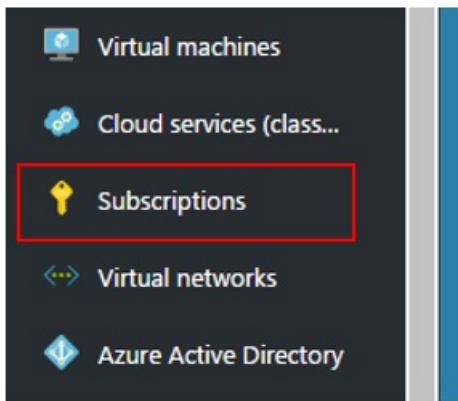 Virtual machines
Cloud services (class...
Subscriptions
Virtual networks
Azure Active Directory